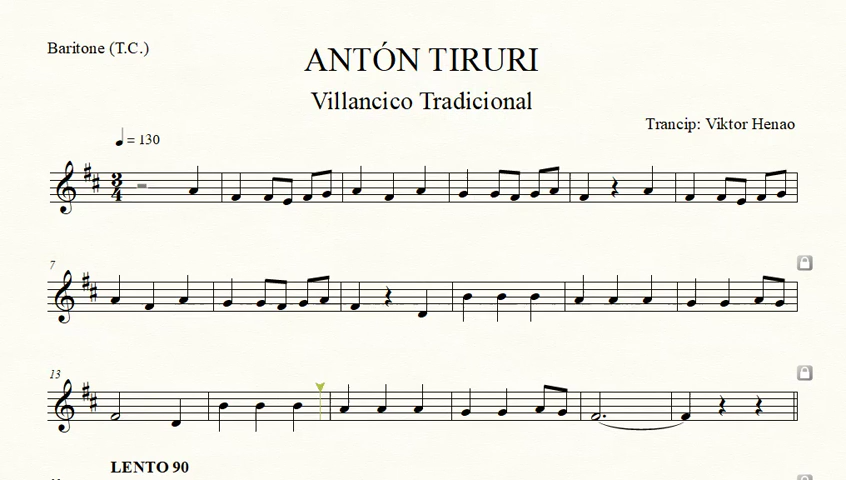 Baritone (T.C.)
ANTÓN TIRURI
Villancico Tradicional
Trancip: Viktor Henao
= 130
3
4
7
13
LENTO 90